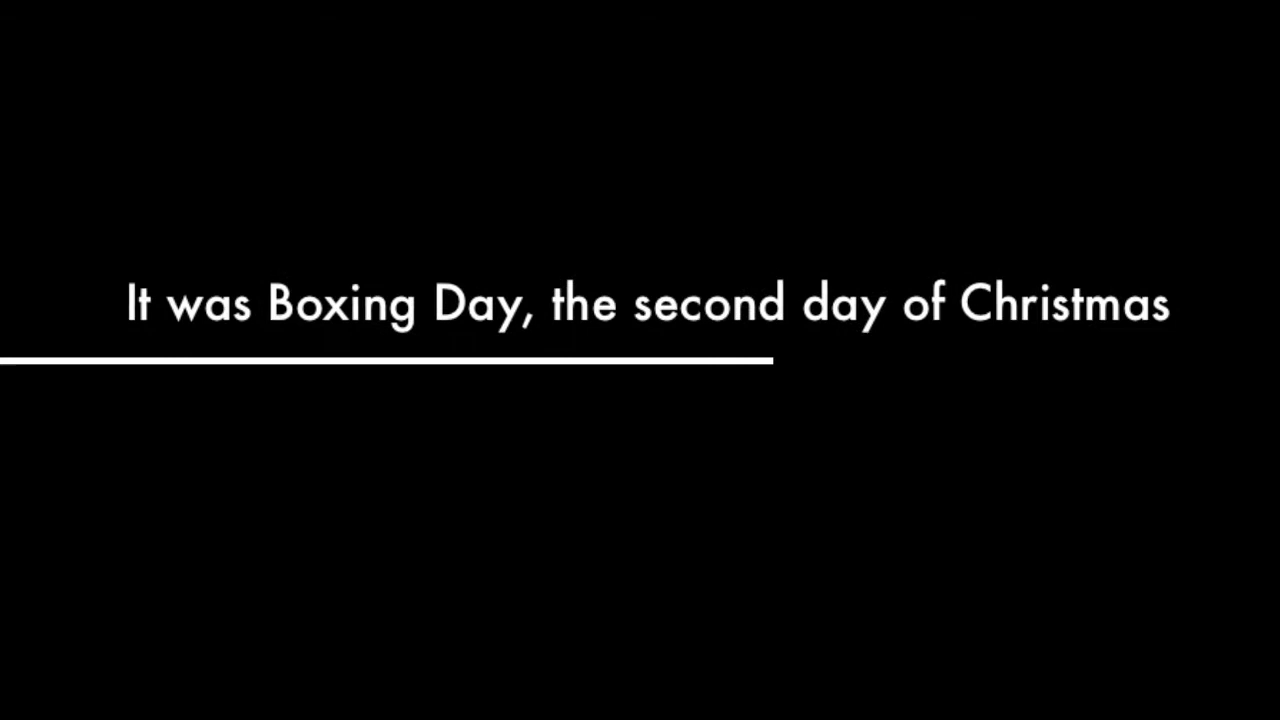 It was Boxing Day, the second day of Christmas